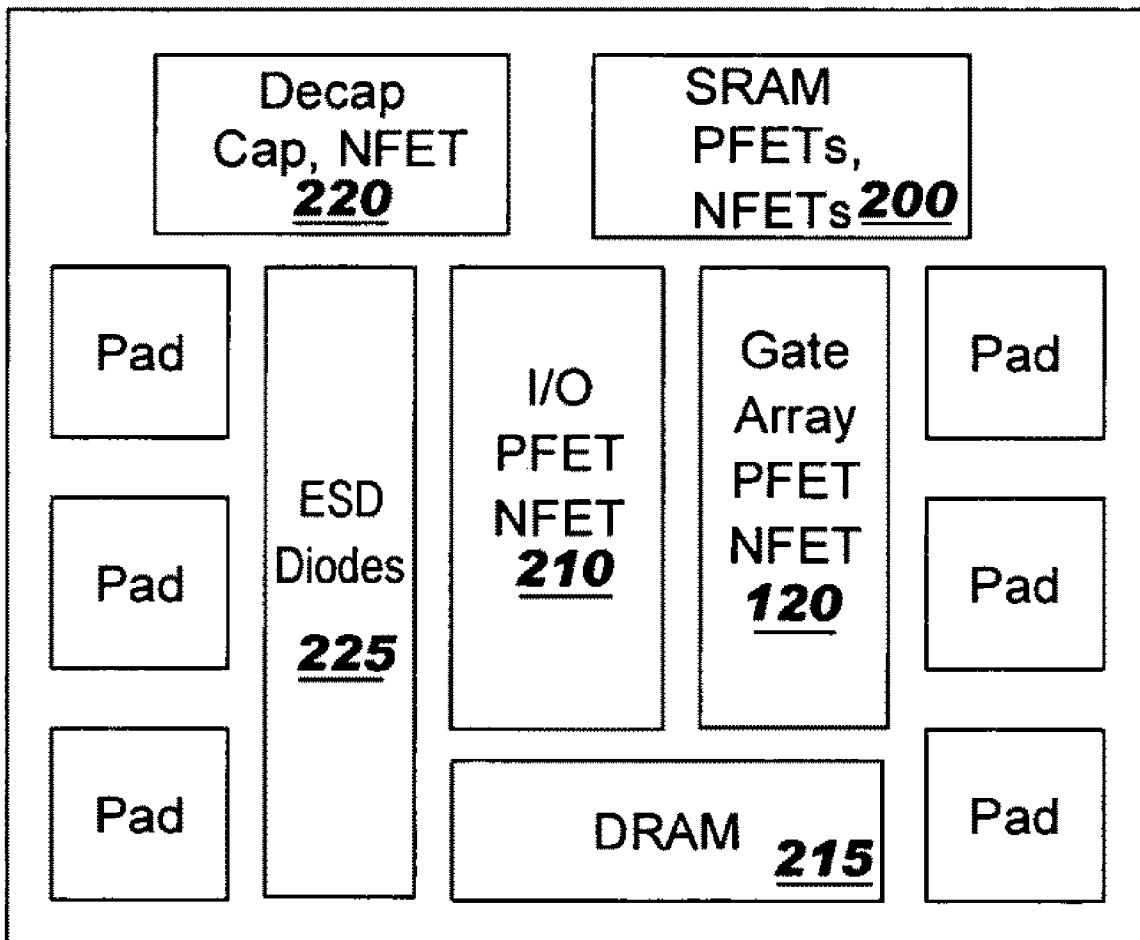 Decap
Cap, NFET
220
SRAM
PFETs,
NFETs 200
Pad
Pad
Pad
ESD
Diodes
225
I/O
PFET
NFET
210
Gate
Array
PFET
NFET
120
DRAM
215
Pad
Pad
Pad